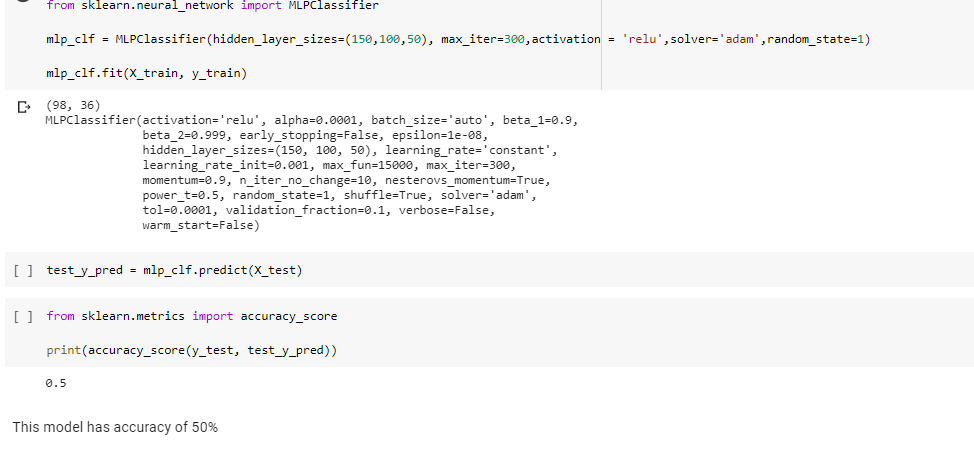 from sklearn.neural_network import MLPClassifier
mlp_clf = MLPClassifier(hidden_layer_sizes=(150,100,50), max_iter=300,activation = 'relu',solver='adam',random_state=1)
mlp_clf.fit(X_train, y_train)
(98, 36)
MLPClassifier(activation='relu', alpha=0.0001, batch_size='auto', beta_1=0.9,
beta_2=0.999, early_stopping=False, epsilon=1e-08,
hidden_layer_sizes=(150, 100, 50), learning_rate='constant',
learning_rate_init=0.001, max_fun=15000, max_iter=300,
momentum=0.9, n_iter_no_change=10, nesterovs_momentum=True,
power_t=0.5, random_state=1, shuffle=True, solver='adam',
tol=0.0001, validation_fraction=0.1, verbose=False,
warm_start=False)
[ ] test_y_pred = mlp_clf.predict(X_test)
[ ] from sklearn.metrics import accuracy_score
print(accuracy_score(y_test, test_y_pred))
0.5
This model has accuracy of 50%